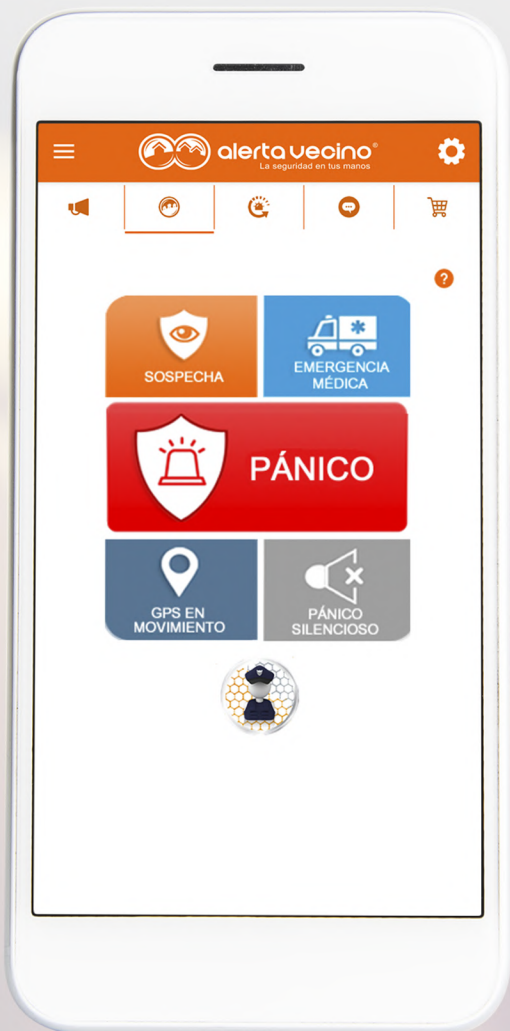 alerta vecino®
La seguridad en tus manos
?
SOSPECHA
EMERGENCIA
MÉDICA
PÁNICO
GPS EN
MOVIMIENTO
PÁNICO
SILENCIOSO